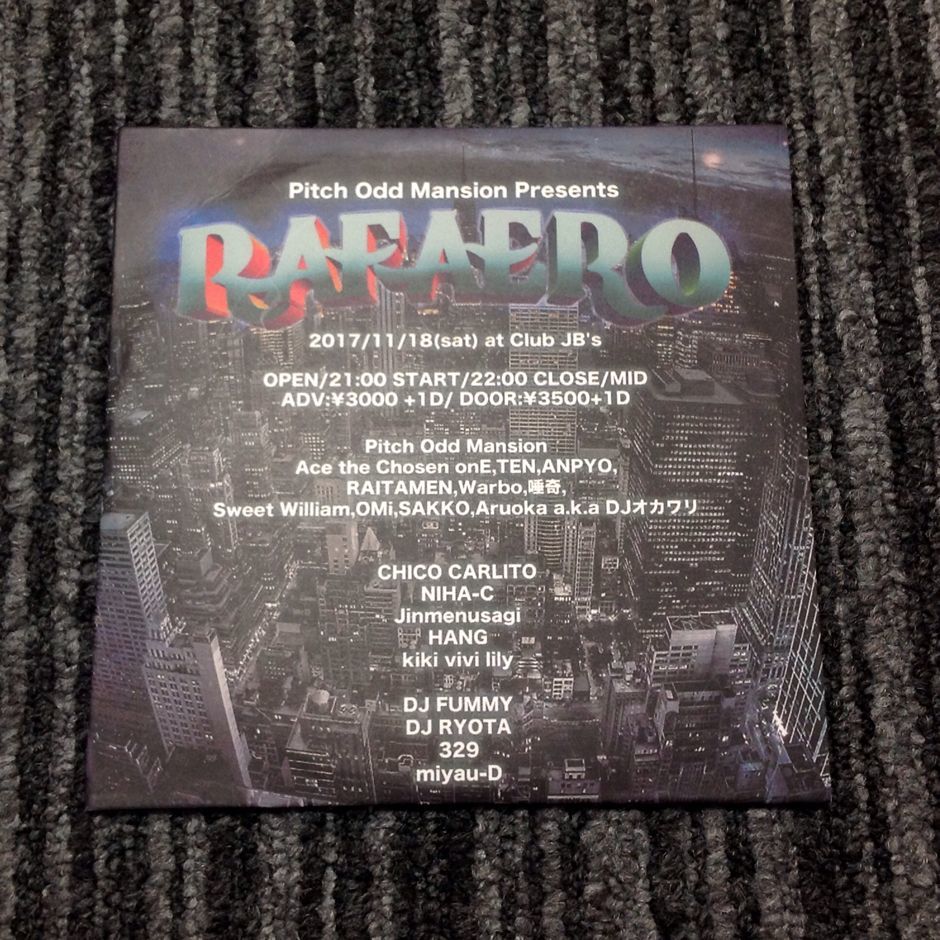 Pitch Odd Mansion Presents
RAFAERO
2017/11/18(sat) at Club JB's
OPEN/21:00 START/22:00 CLOSE/MID
ADV:¥3000 +1D/ DOOR:¥3500+1D
Pitch Odd Mansion
Ace the Chosen onE,TEN,ANPYO,
RAITAMEN,Warbo,唾奇,
Sweet William,OMi,SAKKO,Aruoka a.k.a DJオカワリ
CHICO CARLITO
NIHA-C
Jinmenusagi
HANG
kiki vivi lily
DJ FUMMY
DJ RYOTA
329
miyau-D